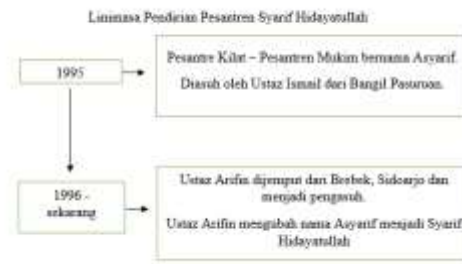 Linimasa Pendirian Pesantren Syarif Hidayatullah
1995
Pesantre Kilat – Pesantren Mukim bernama Asyarif.
Diasuh oleh Ustaz Ismail dari Bangil Pasuruan.
1996 -
sekarang
Ustaz Arifin dijemput dari Brebek, Sidoarjo dan
menjadi pengasuh.
Ustaz Arifin mengubah nama Asyarif menjadi Syarif
Hidayatullah